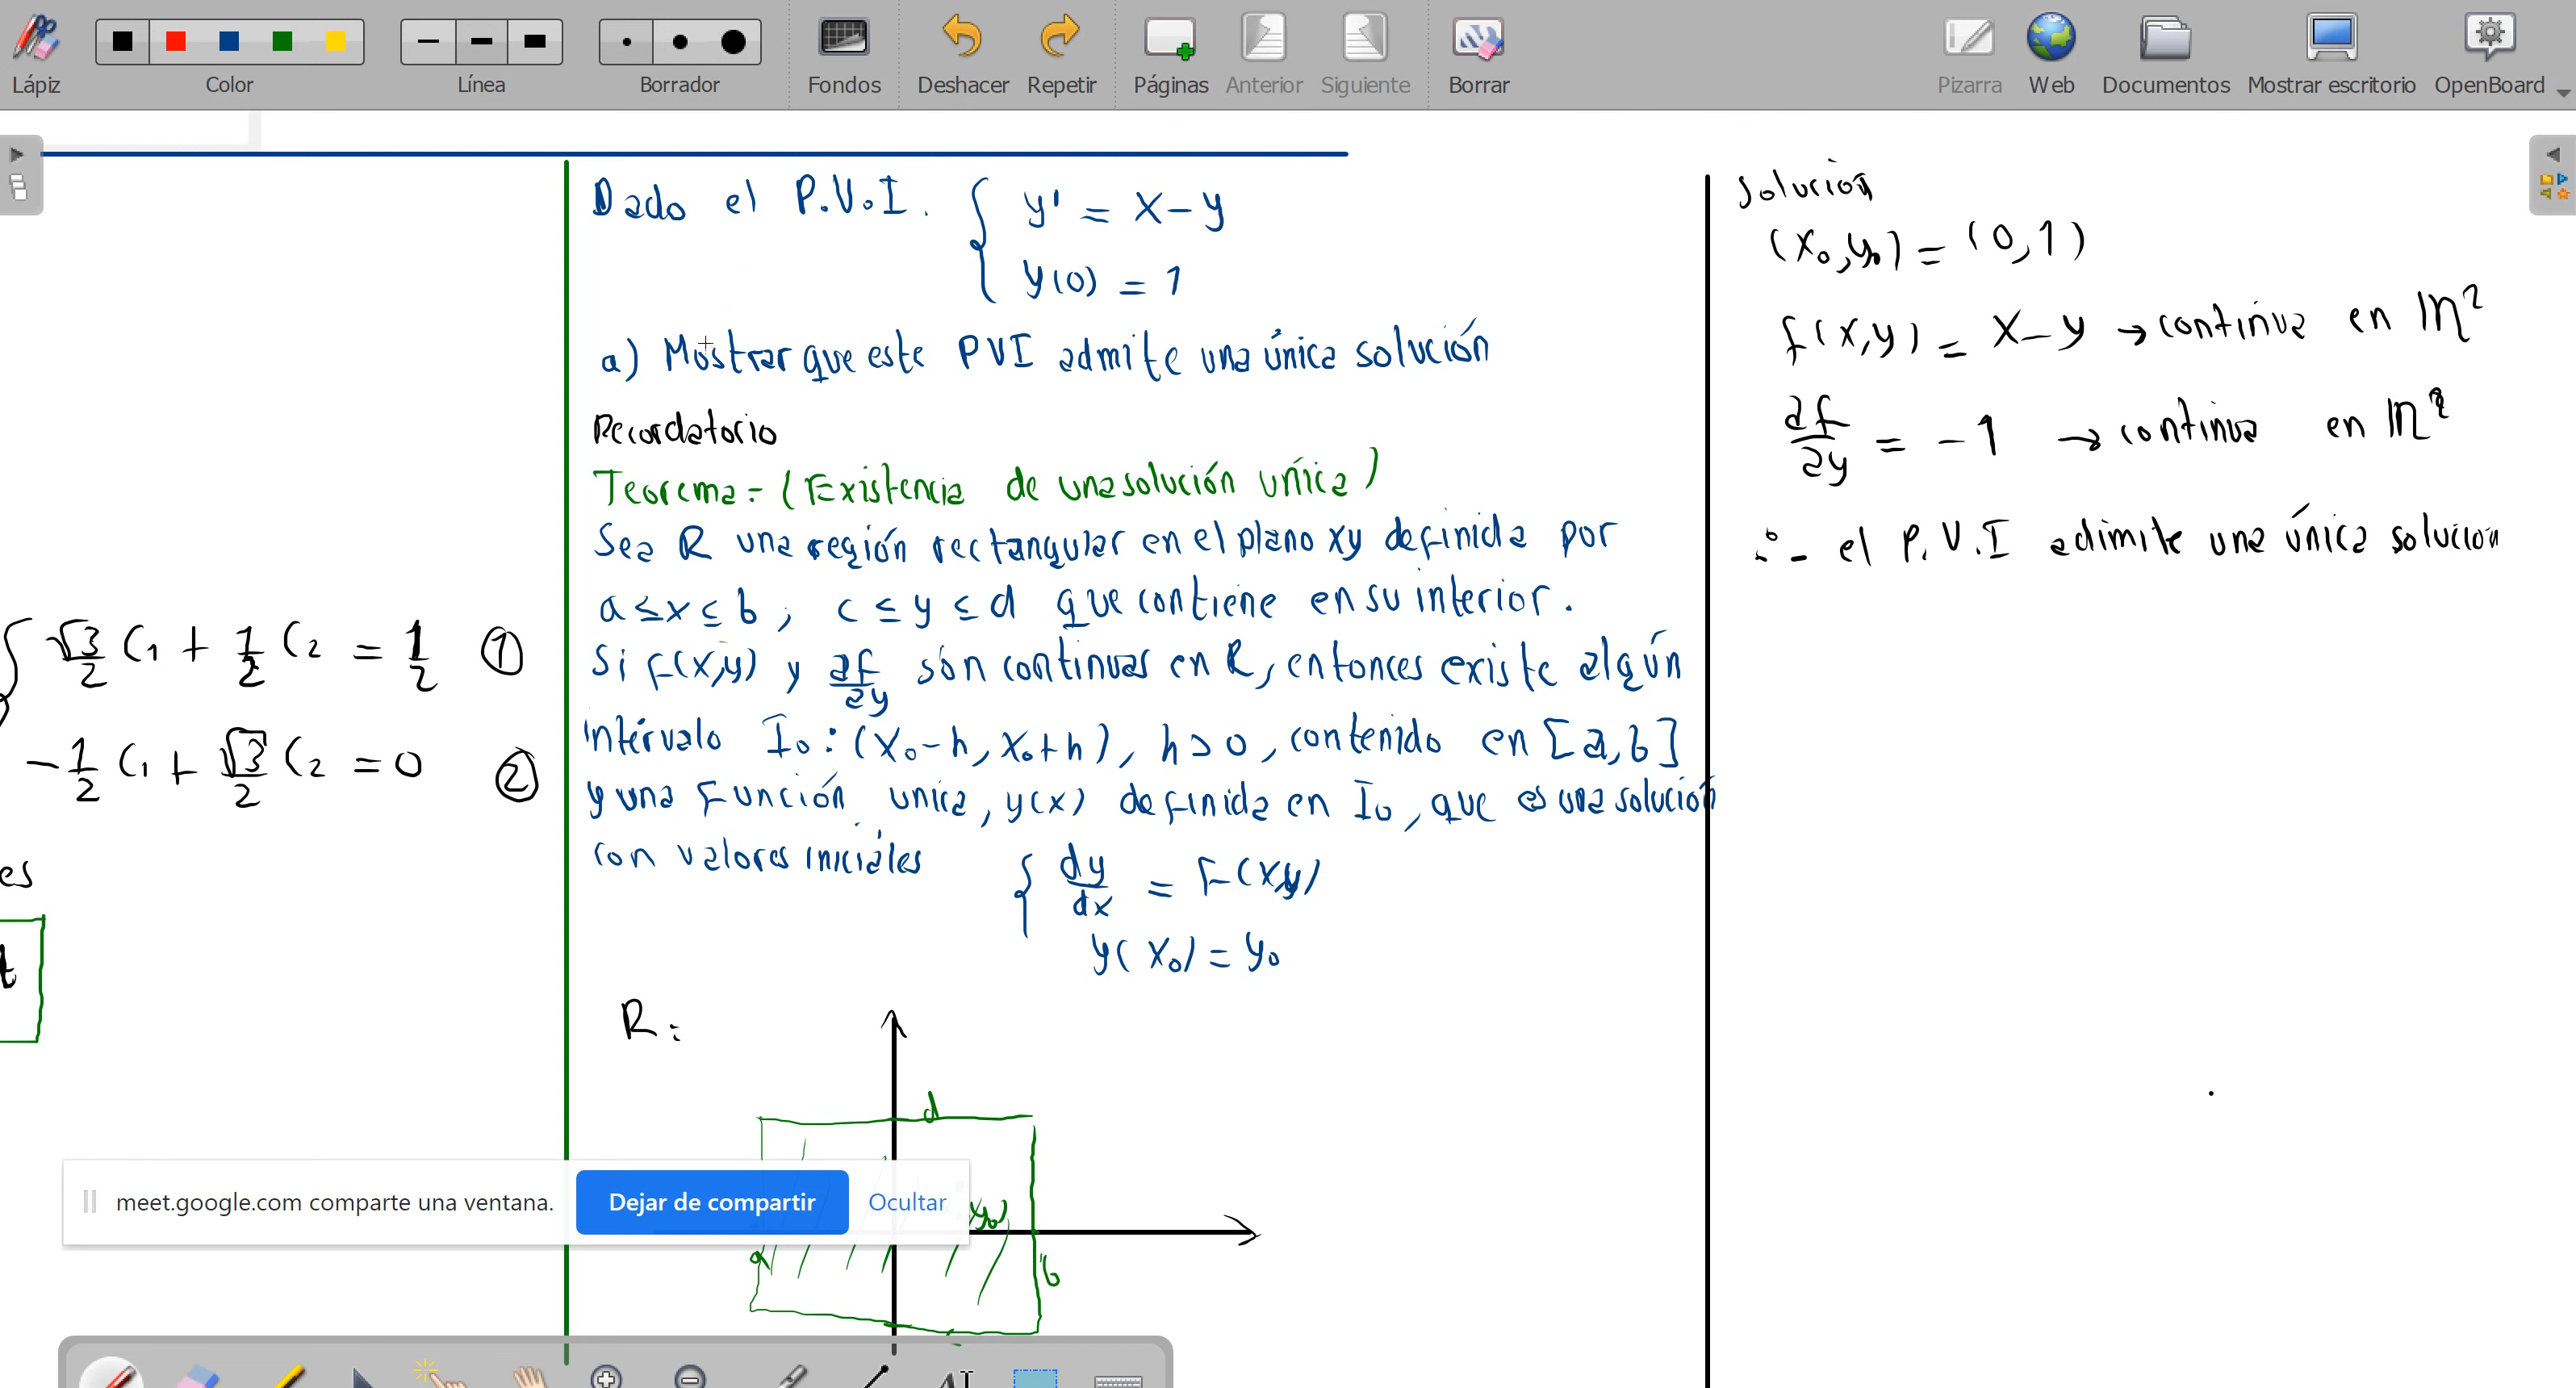 Lápiz
Color
Línea
Borrador
Fondos
Deshacer
Repetir
Páginas
Anterior
Siguiente
Borrar
Pizarra
Web
Documentos
Mostrar escritorio
OpenBoard
√3/2 C₁ + 1/2 C₂ = 1/2 ①
-1/2 C₁ + √3/2 C₂ = 0 ②
es
t
Dado el P.V.I. { y' = x-y
y(0) = 1
a) Mostrar que este PVI admite una única solución
Recordatorio
Teorema: (Existencia de una solución única)
Sea R una región rectangular en el plano xy definida por
a ≤ x ≤ b, c ≤ y ≤ d que contiene en su interior.
Si F(x,y) y ∂F/∂y són continuas en R, entonces existe algún
intérvalo I₀: (x₀-h, x₀+h), h>0, contenido en [a,b]
y una Función unica, y(x) definida en I₀, que es una solución
con valores iniciales { dy/dx = F(x,y)
y(x₀) = y₀
R:
d
y₀)
a
b
meet.google.com comparte una ventana.
Dejar de compartir
Ocultar
Solución
(x₀,y₀) = (0,1)
f(x,y) = x-y → continua en ℝ²
∂f/∂y = -1 → continua en ℝ²
∴ el P.V.I adimite una única solución